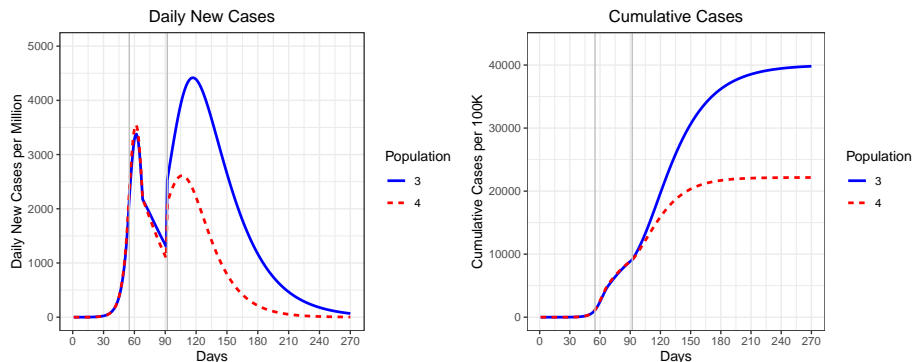 Daily New Cases
Daily New Cases per Million
5000
4000
3000
2000
1000
0
0 30 60 90 120 150 180 210 240 270
Days
Population
3
4
Cumulative Cases
Cumulative Cases per 100K
40000
30000
20000
10000
0
0 30 60 90 120 150 180 210 240 270
Days
Population
3
4